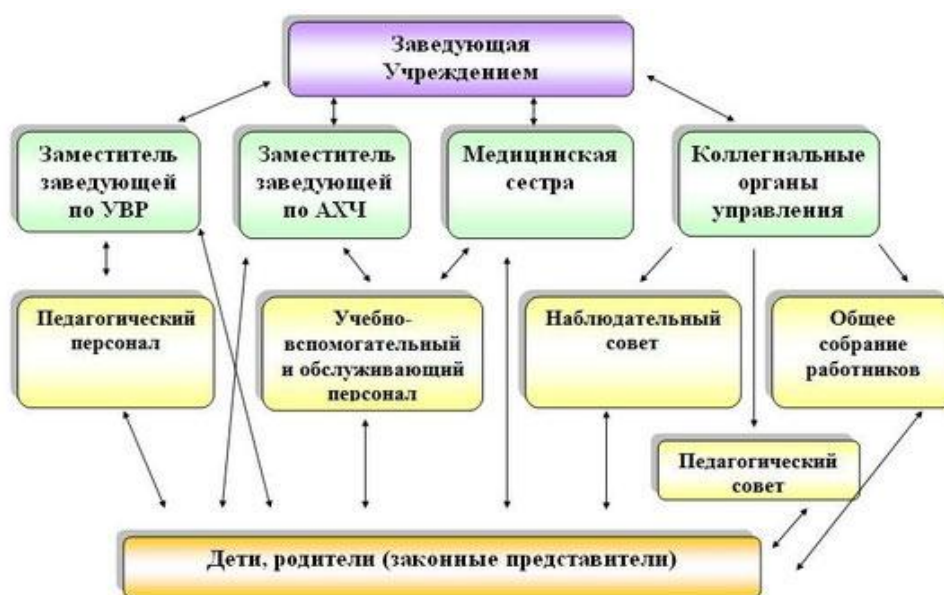 Заведующая
Учреждением
Заместитель
заведующей
по УВР
Заместитель
заведующей
по АХЧ
Медицинская
сестра
Коллегиальные
органы
управления
Педагогический
персонал
Учебно-
вспомогательный
и обслуживающий
персонал
Наблюдательный
совет
Общее
собрание
работников
Педагогический
совет
Дети, родители (законные представители)